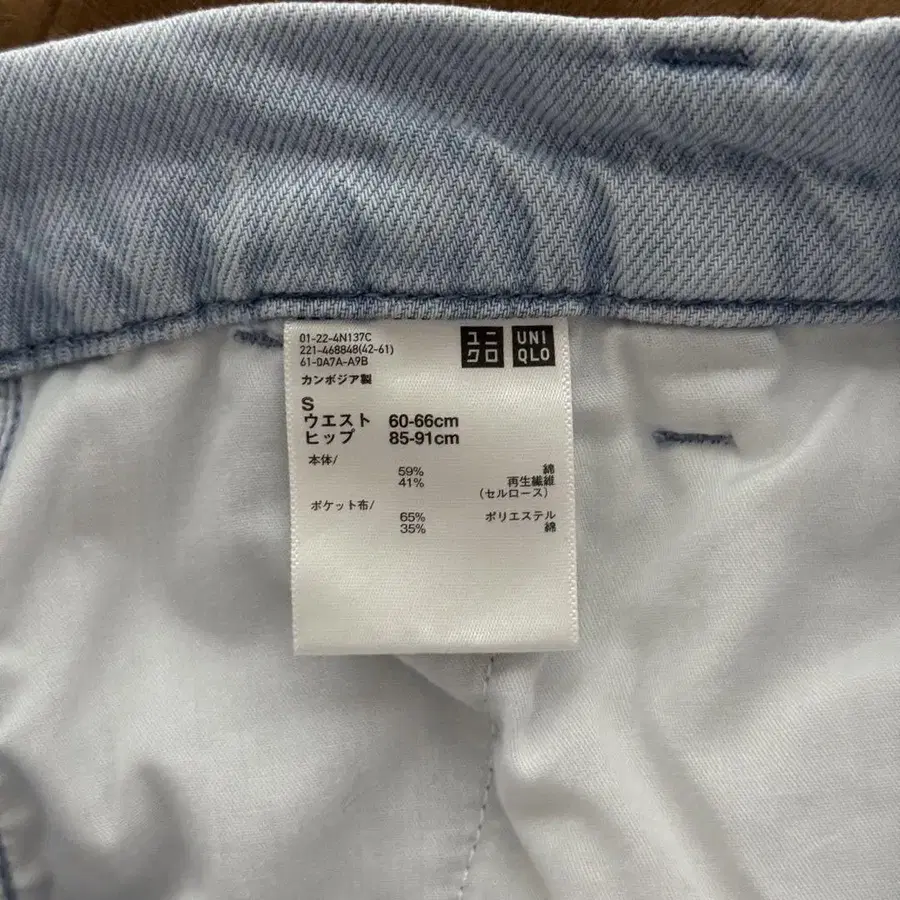 01-22-4N137C
221-468848(42-61)
61-DA7A-A9B
ユニクロ
UNIQLO
カンボジア製
S
ウエスト 60-66cm
ヒップ 85-91cm
本体/
59% 綿
41% 再生繊維
(セルロース)
ポケット布/
65% ポリエステル
35% 綿